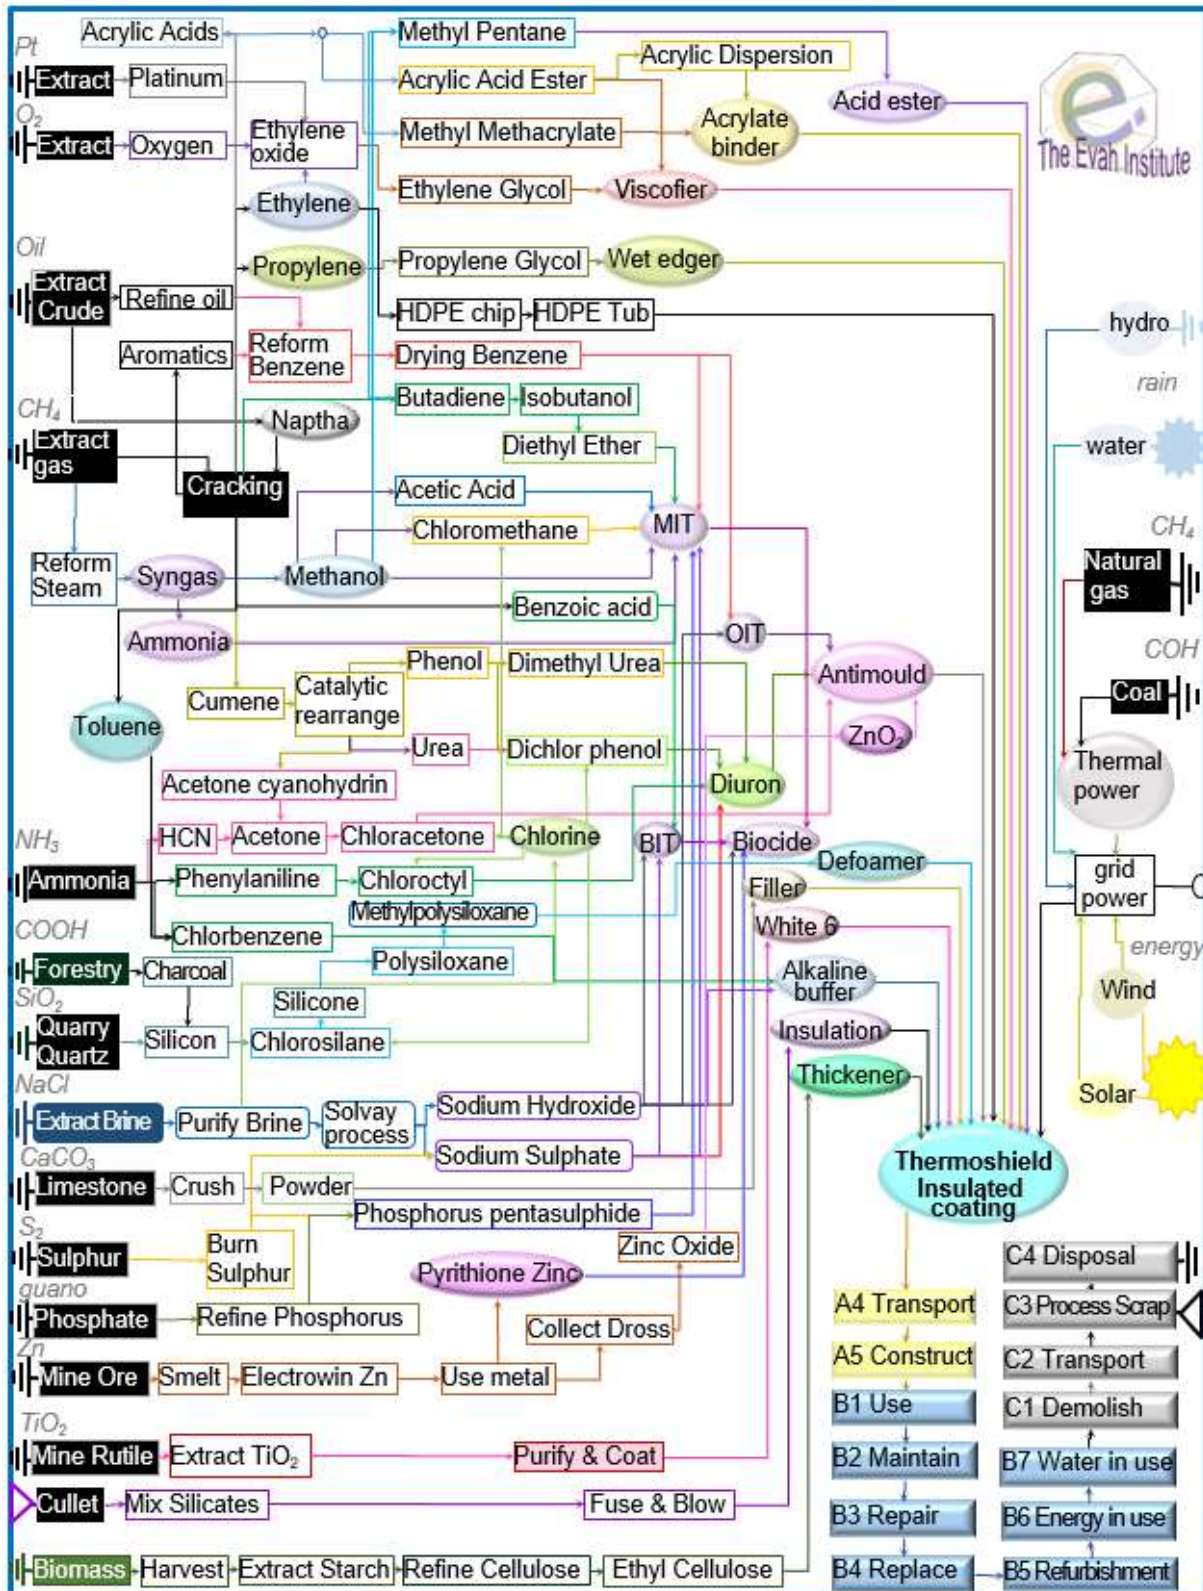 Acrylic Acids
Methyl Pentane
Pt
Acrylic Dispersion
Extract
Platinum
Acrylic Acid Ester
Acid ester
e.
The Evah Institute
O₂
Extract
Oxygen
Ethylene
oxide
Methyl Methacrylate
Acrylate
binder
Ethylene
Ethylene Glycol
Viscofier
Oil
Propylene
Propylene Glycol
Wet edger
Extract
Crude
Refine oil
HDPE chip
HDPE Tub
hydro
Aromatics
Reform
Benzene
Drying Benzene
rain
Butadiene
Isobutanol
CH₄
Naptha
Extract
gas
Diethyl Ether
water
Cracking
Acetic Acid
Chloromethane
MIT
CH₄
Reform
Steam
Syngas
Methanol
Natural
gas
Benzoic acid
Ammonia
OIT
COH
Phenol
Dimethyl Urea
Antimould
Coal
Cumene
Catalytic
rearrange
Toluene
Urea
Dichlor phenol
ZnO₂
Thermal
power
Acetone cyanohydrin
Diuron
NH₃
HCN
Acetone
Chloracetone
Chlorine
BIT
Biocide
Defoamer
grid
power
Ammonia
Phenylaniline
Chloroctyl
Filler
Methylpolysiloxane
White 6
COOH
Chlorbenzene
energy
Forestry
Charcoal
Polysiloxane
Alkaline
buffer
Wind
SiO₂
Silicone
Quarry
Quartz
Silicon
Chlorosilane
Insulation
Thickener
Solar
NaCl
Extract Brine
Purify Brine
Solvay
process
Sodium Hydroxide
CaCO₃
Sodium Sulphate
Thermoshield
Insulated
coating
Limestone
Crush
Powder
Phosphorus pentasulphide
S₂
Sulphur
Burn
Sulphur
Zinc Oxide
C4 Disposal
Pyrithione Zinc
guano
Phosphate
Refine Phosphorus
A4 Transport
C3 Process Scrap
Collect Dross
Zn
Mine Ore
Smelt
Electrowin Zn
Use metal
A5 Construct
C2 Transport
B1 Use
C1 Demolish
TiO₂
Mine Rutile
Extract TiO₂
Purify & Coat
B2 Maintain
B7 Water in use
Cullet
Mix Silicates
Fuse & Blow
B3 Repair
B6 Energy in use
Biomass
Harvest
Extract Starch
Refine Cellulose
Ethyl Cellulose
B4 Replace
B5 Refurbishment